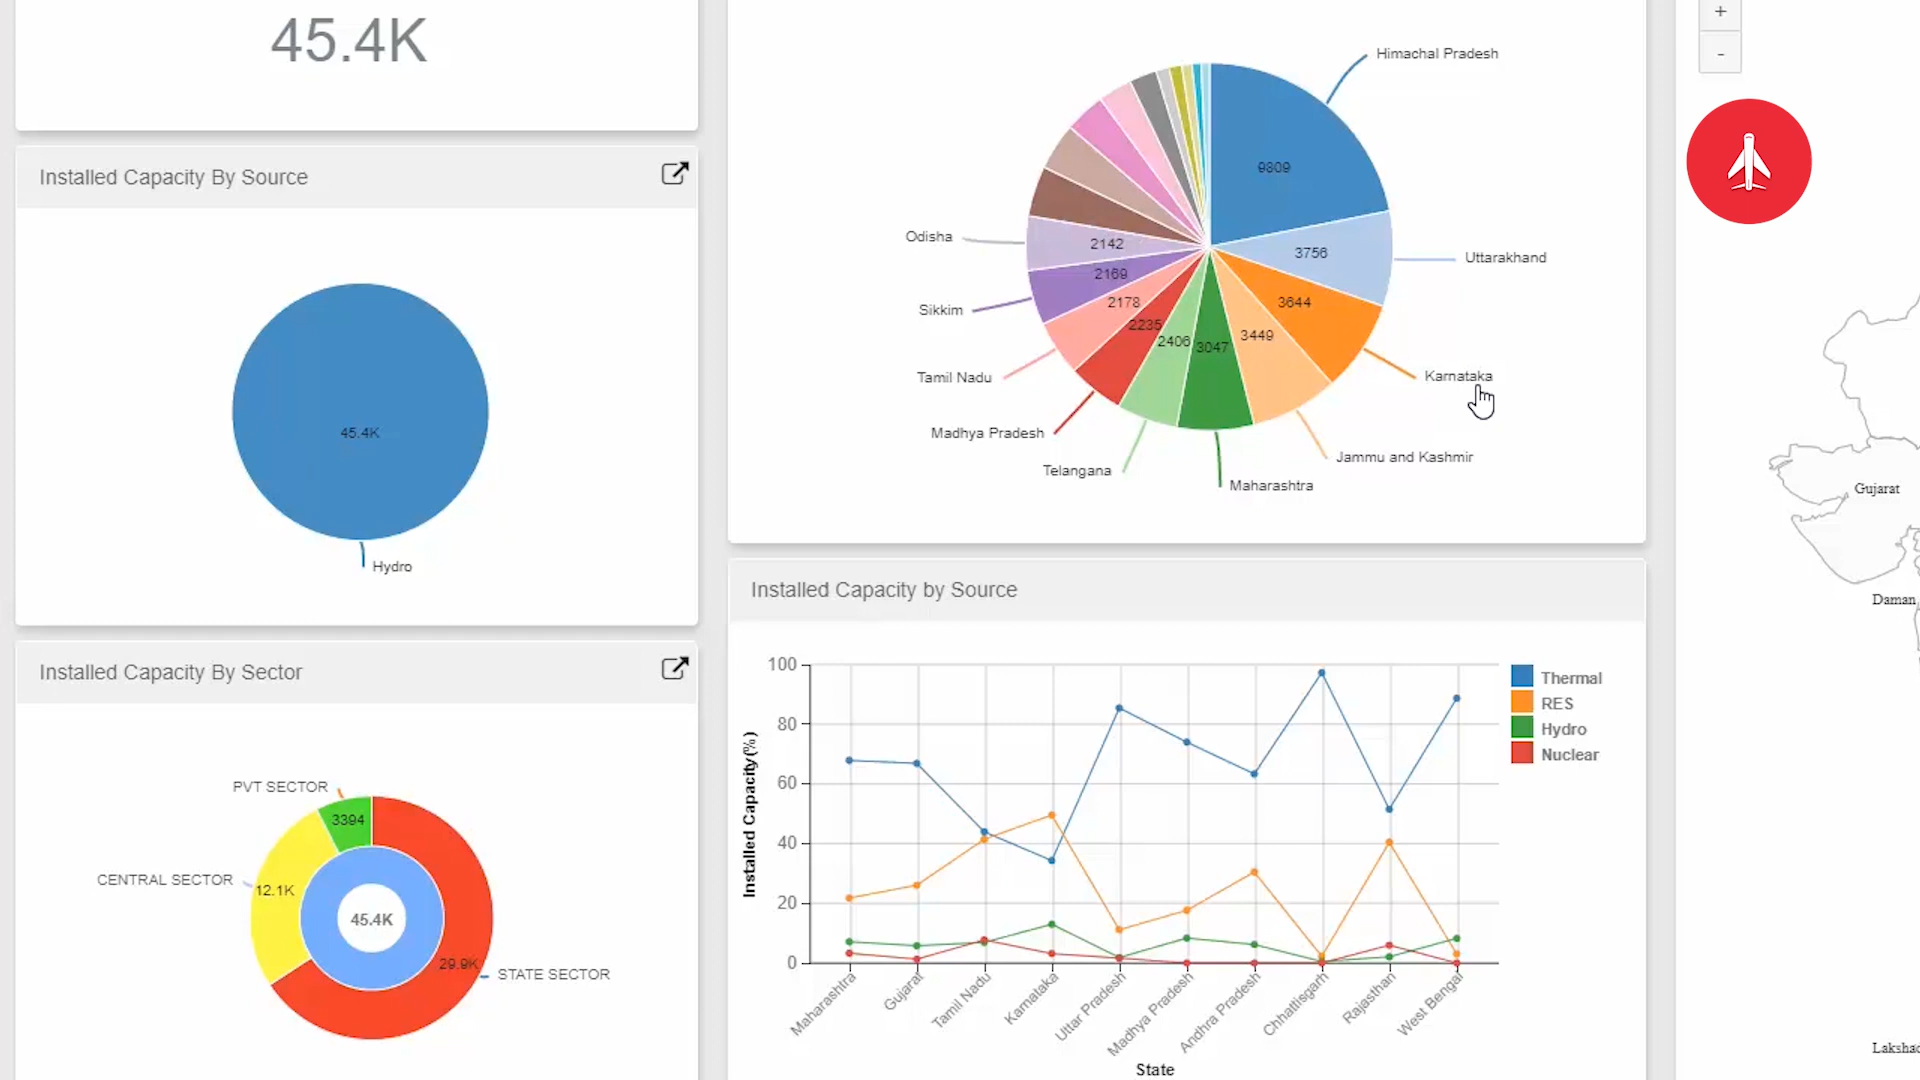 45.4K
Installed Capacity By Source
45.4K
Hydro
Installed Capacity By Sector
PVT SECTOR
3394
CENTRAL SECTOR
12.1K
45.4K
29.9K
STATE SECTOR
Himachal Pradesh
9809
Odisha
2142
3756
Uttarakhand
2169
Sikkim
2178
3644
2235
2406
3047
3449
Tamil Nadu
Karnataka
Madhya Pradesh
Telangana
Jammu and Kashmir
Maharashtra
Installed Capacity by Source
Installed Capacity(%)
100
80
60
40
20
0
Thermal
RES
Hydro
Nuclear
Maharashtra
Gujarat
Tamil Nadu
Karnataka
Uttar Pradesh
Madhya Pradesh
Andhra Pradesh
Chhattisgarh
Rajasthan
West Bengal
State
+
-
Gujarat
Daman